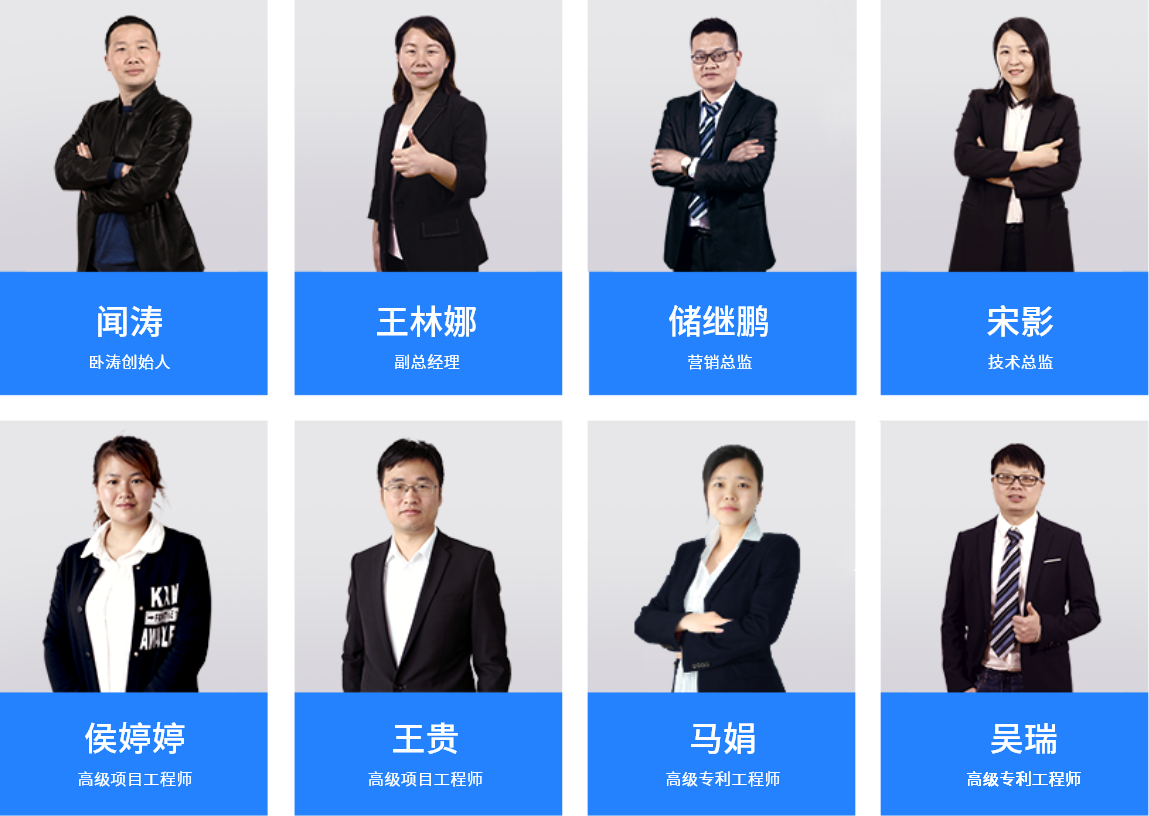 闻涛
卧涛创始人
王林娜
副总经理
储继鹏
营销总监
宋影
技术总监
侯婷婷
高级项目工程师
王贵
高级项目工程师
马娟
高级专利工程师
吴瑞
高级专利工程师